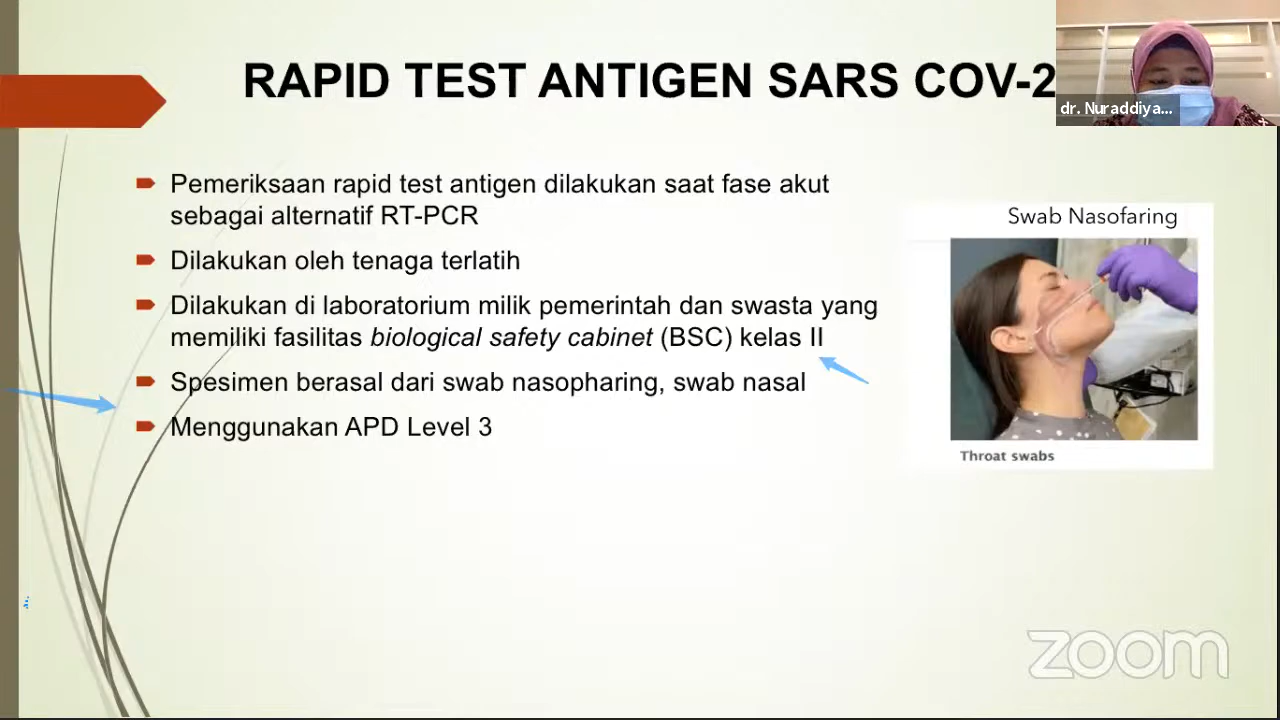 RAPID TEST ANTIGEN SARS COV-2
dr. Nuraddiya...
Pemeriksaan rapid test antigen dilakukan saat fase akut
sebagai alternatif RT-PCR
Dilakukan oleh tenaga terlatih
Dilakukan di laboratorium milik pemerintah dan swasta yang
memiliki fasilitas biological safety cabinet (BSC) kelas II
Spesimen berasal dari swab nasopharing, swab nasal
Menggunakan APD Level 3
Swab Nasofaring
Throat swabs
zoom